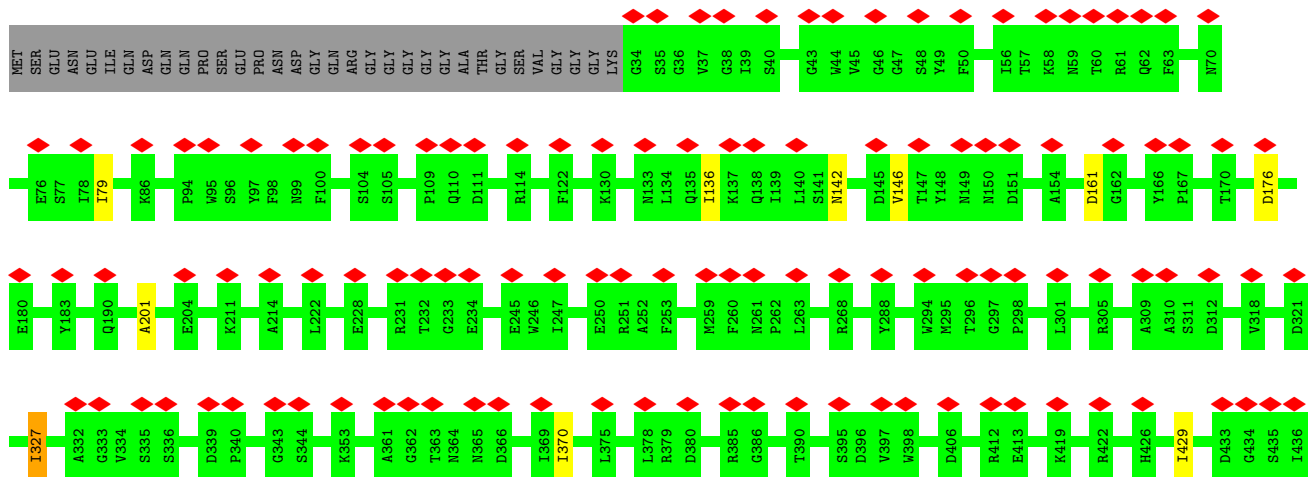 MET SER GLU ASN GLU ILE GLN ASP GLN GLN PRO SER GLU PRO ASN ASP GLY GLN ARG GLY GLY GLY GLY GLY ALA THR GLY SER VAL GLY GLY GLY LYS G34 S35 G36 V37 G38 I39 S40 G43 W44 V45 G46 G47 S48 Y49 F50 I56 T57 K58 N59 T60 R61 Q62 F63 N70
E76 S77 I78 I79 K86 P94 W95 S96 Y97 F98 N99 F100 S104 S105 P109 Q110 D111 R114 F122 K130 N133 L134 Q135 I136 K137 Q138 I139 L140 S141 N142 D145 V146 T147 Y148 N149 N150 D151 A154 D161 G162 Y166 P167 T170 D176
E180 Y183 Q190 A201 E204 K211 A214 L222 E228 R231 T232 G233 E234 E245 W246 I247 E250 R251 A252 F253 M259 F260 N261 P262 L263 R268 Y288 W294 M295 T296 G297 P298 L301 R305 A309 A310 S311 D312 V318 D321
I327 A332 G333 V334 S335 S336 D339 P340 G343 S344 K353 A361 G362 T363 N364 N365 D366 I369 I370 L375 L378 R379 D380 R385 G386 T390 S395 D396 V397 W398 D406 R412 E413 K419 R422 H426 I429 D433 G434 S435 I436